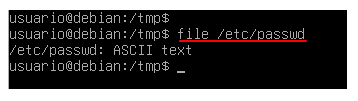 usuario@debian:/tmp$
usuario@debian:/tmp$ file /etc/passwd
/etc/passwd: ASCII text
usuario@debian:/tmp$ _